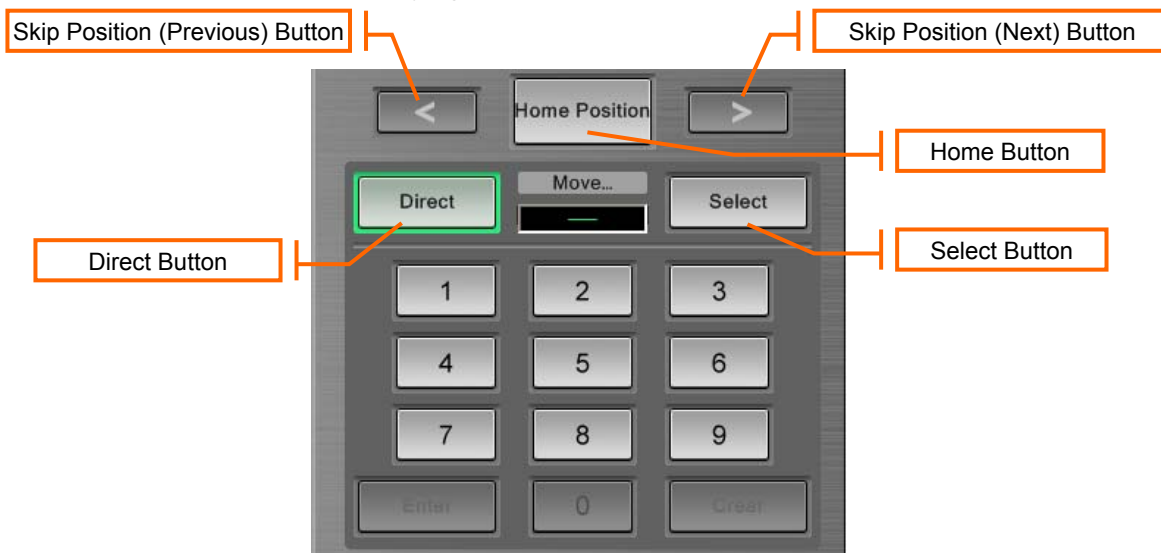 Skip Position (Previous) Button
Skip Position (Next) Button
<
Home Position
>
Home Button
Direct
Move...
Select
—
Direct Button
Select Button
1 2 3
4 5 6
7 8 9
Enter 0 Crear